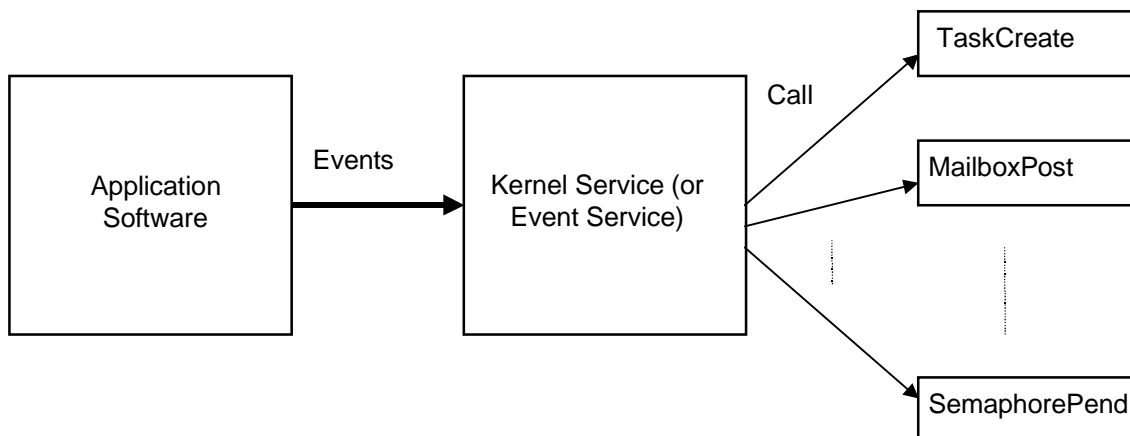 Application
Software
Events
Kernel Service (or
Event Service)
Call
TaskCreate
MailboxPost
SemaphorePend